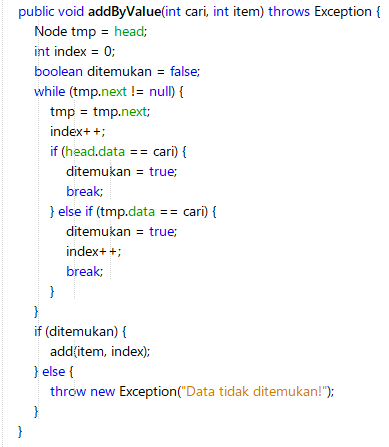 public void addByValue(int cari, int item) throws Exception {
Node tmp = head;
int index = 0;
boolean ditemukan = false;
while (tmp.next != null) {
tmp = tmp.next;
index++;
if (head.data == cari) {
ditemukan = true;
break;
} else if (tmp.data == cari) {
ditemukan = true;
index++;
break;
}
}
if (ditemukan) {
add(item, index);
} else {
throw new Exception("Data tidak ditemukan!");
}
}